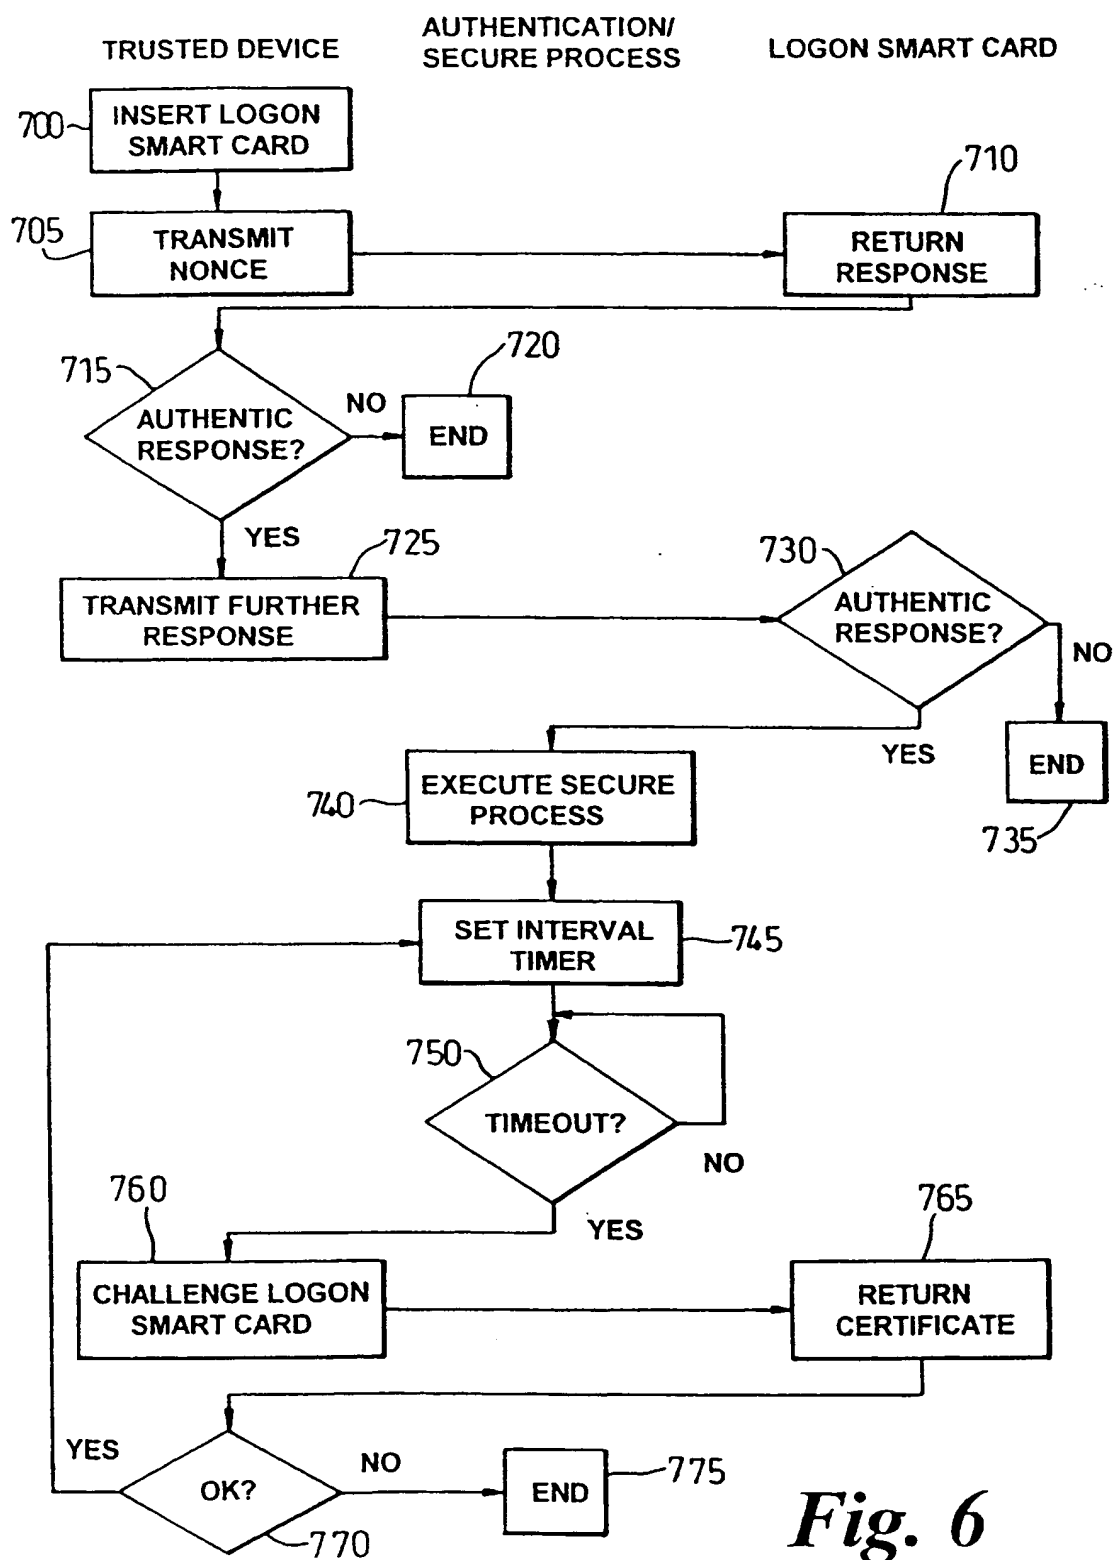 TRUSTED DEVICE
AUTHENTICATION/
SECURE PROCESS
LOGON SMART CARD
700
INSERT LOGON
SMART CARD
705
TRANSMIT
NONCE
710
RETURN
RESPONSE
715
AUTHENTIC
RESPONSE?
NO
720
END
YES
725
TRANSMIT FURTHER
RESPONSE
730
AUTHENTIC
RESPONSE?
NO
END
735
YES
740
EXECUTE SECURE
PROCESS
SET INTERVAL
TIMER
745
750
TIMEOUT?
NO
YES
760
CHALLENGE LOGON
SMART CARD
765
RETURN
CERTIFICATE
YES
OK?
770
NO
END
775
Fig. 6